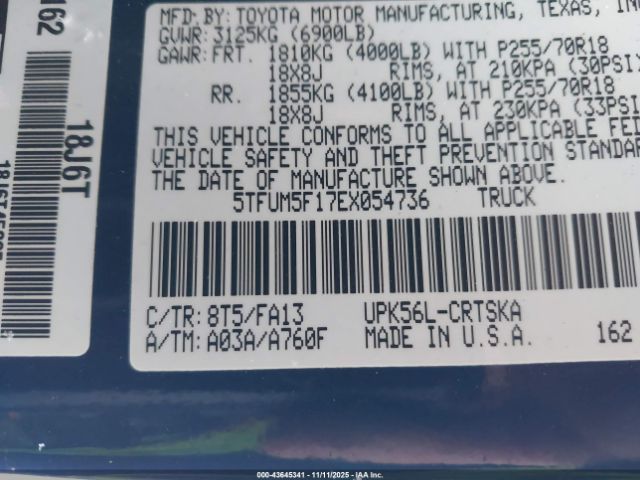 MFD.BY:TOYOTA MOTOR MANUFACTURING, TEXAS,
GVWR:3125KG (6900LB)
GAWR:FRT. 1810KG (4000LB) WITH P255/70R18
18X8J RIMS, AT 210KPA (30PSI)
RR. 1855KG (4100LB) WITH P255/70R18
18X8J RIMS, AT 230KPA (33PSI)
THIS VEHICLE CONFORMS TO ALL APPLICABLE
VEHICLE SAFETY AND THEFT PREVENTION
THE DATE OF MANUFACTURE SHOWN ABOVE.
5TFUM5F17EX054736 TRUCK
C/TR:8T5/FA13 UPK56L-CRTSKA
A/TM:A03A/A760F MADE IN U.S.A. 162
162
18J6T
000-43645341 - 11/11/2025 - IAA Inc.